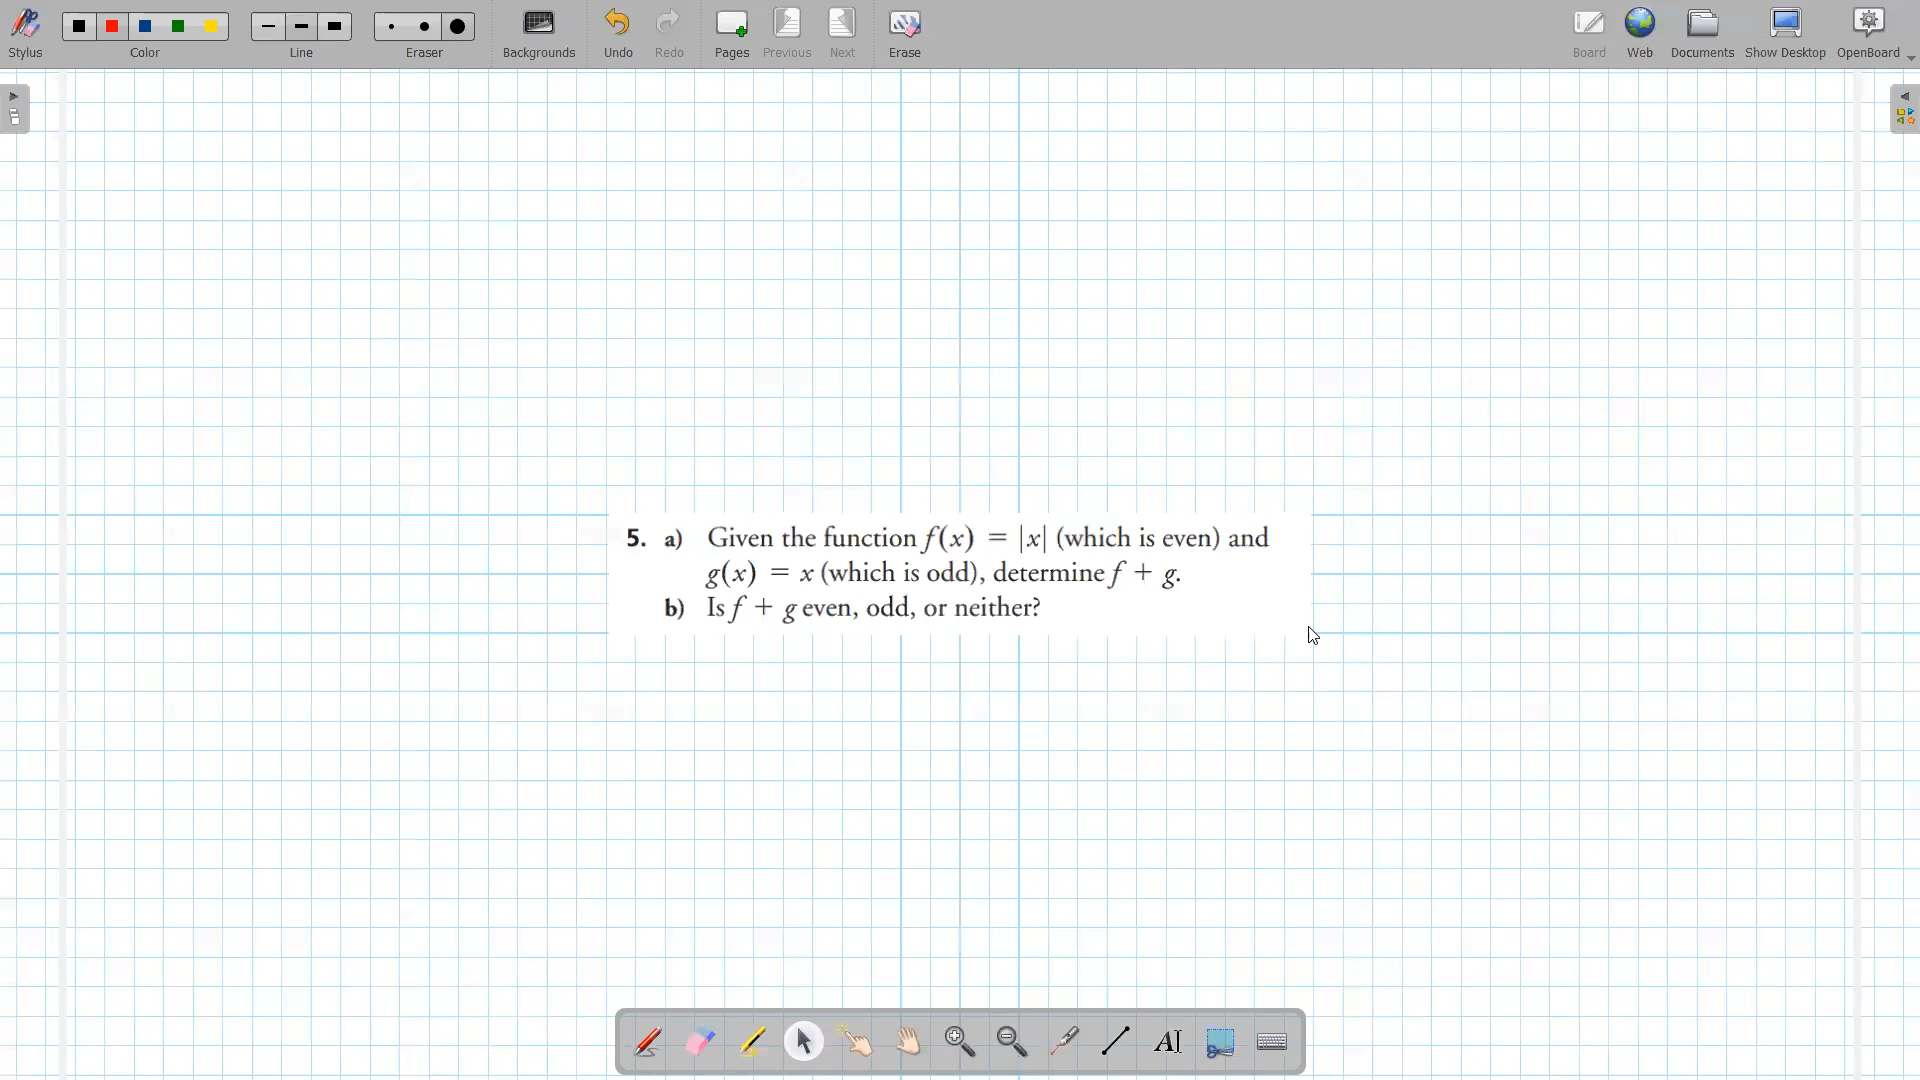 Stylus
Color
Line
Eraser
Backgrounds
Undo
Redo
Pages
Previous
Next
Erase
Board
Web
Documents
Show Desktop
OpenBoard
5. a) Given the function f(x) = |x| (which is even) and
g(x) = x (which is odd), determine f + g.
b) Is f + g even, odd, or neither?
AI